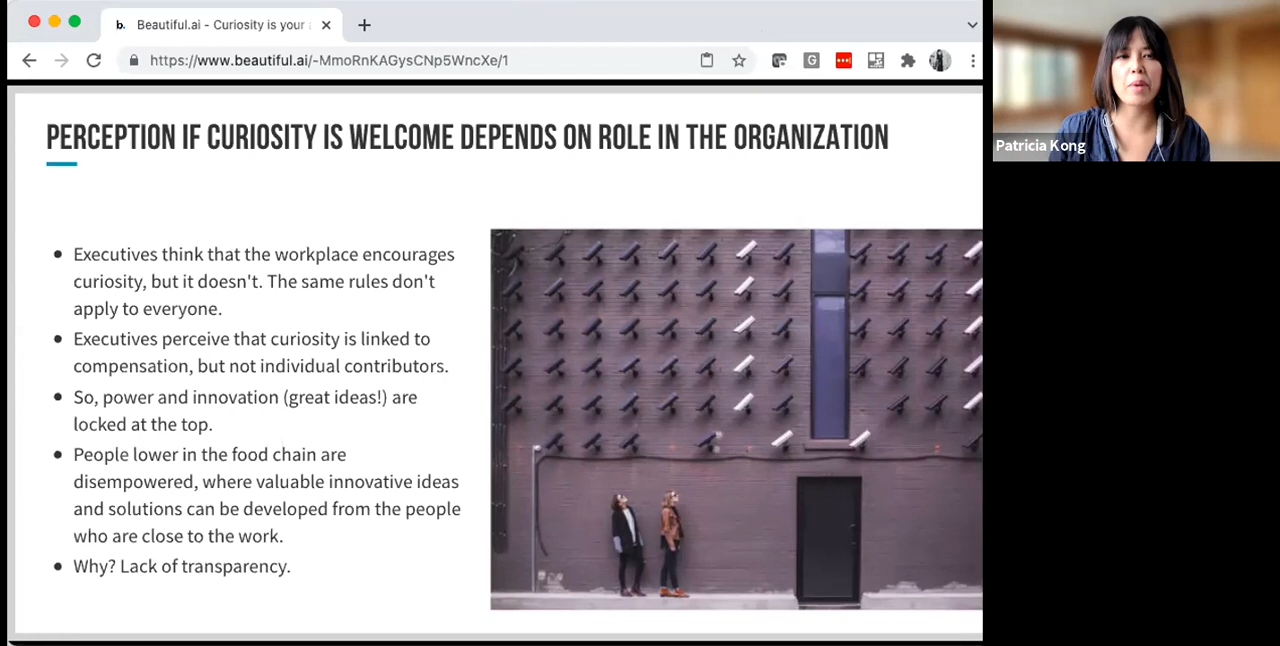 b. Beautiful.ai - Curiosity is your
https://www.beautiful.ai/-MmoRnKAGysCNp5WncXe/1
G
PERCEPTION IF CURIOSITY IS WELCOME DEPENDS ON ROLE IN THE ORGANIZATION
Executives think that the workplace encourages
curiosity, but it doesn't. The same rules don't
apply to everyone.
Executives perceive that curiosity is linked to
compensation, but not individual contributors.
So, power and innovation (great ideas!) are
locked at the top.
People lower in the food chain are
disempowered, where valuable innovative ideas
and solutions can be developed from the people
who are close to the work.
Why? Lack of transparency.
Patricia Kong